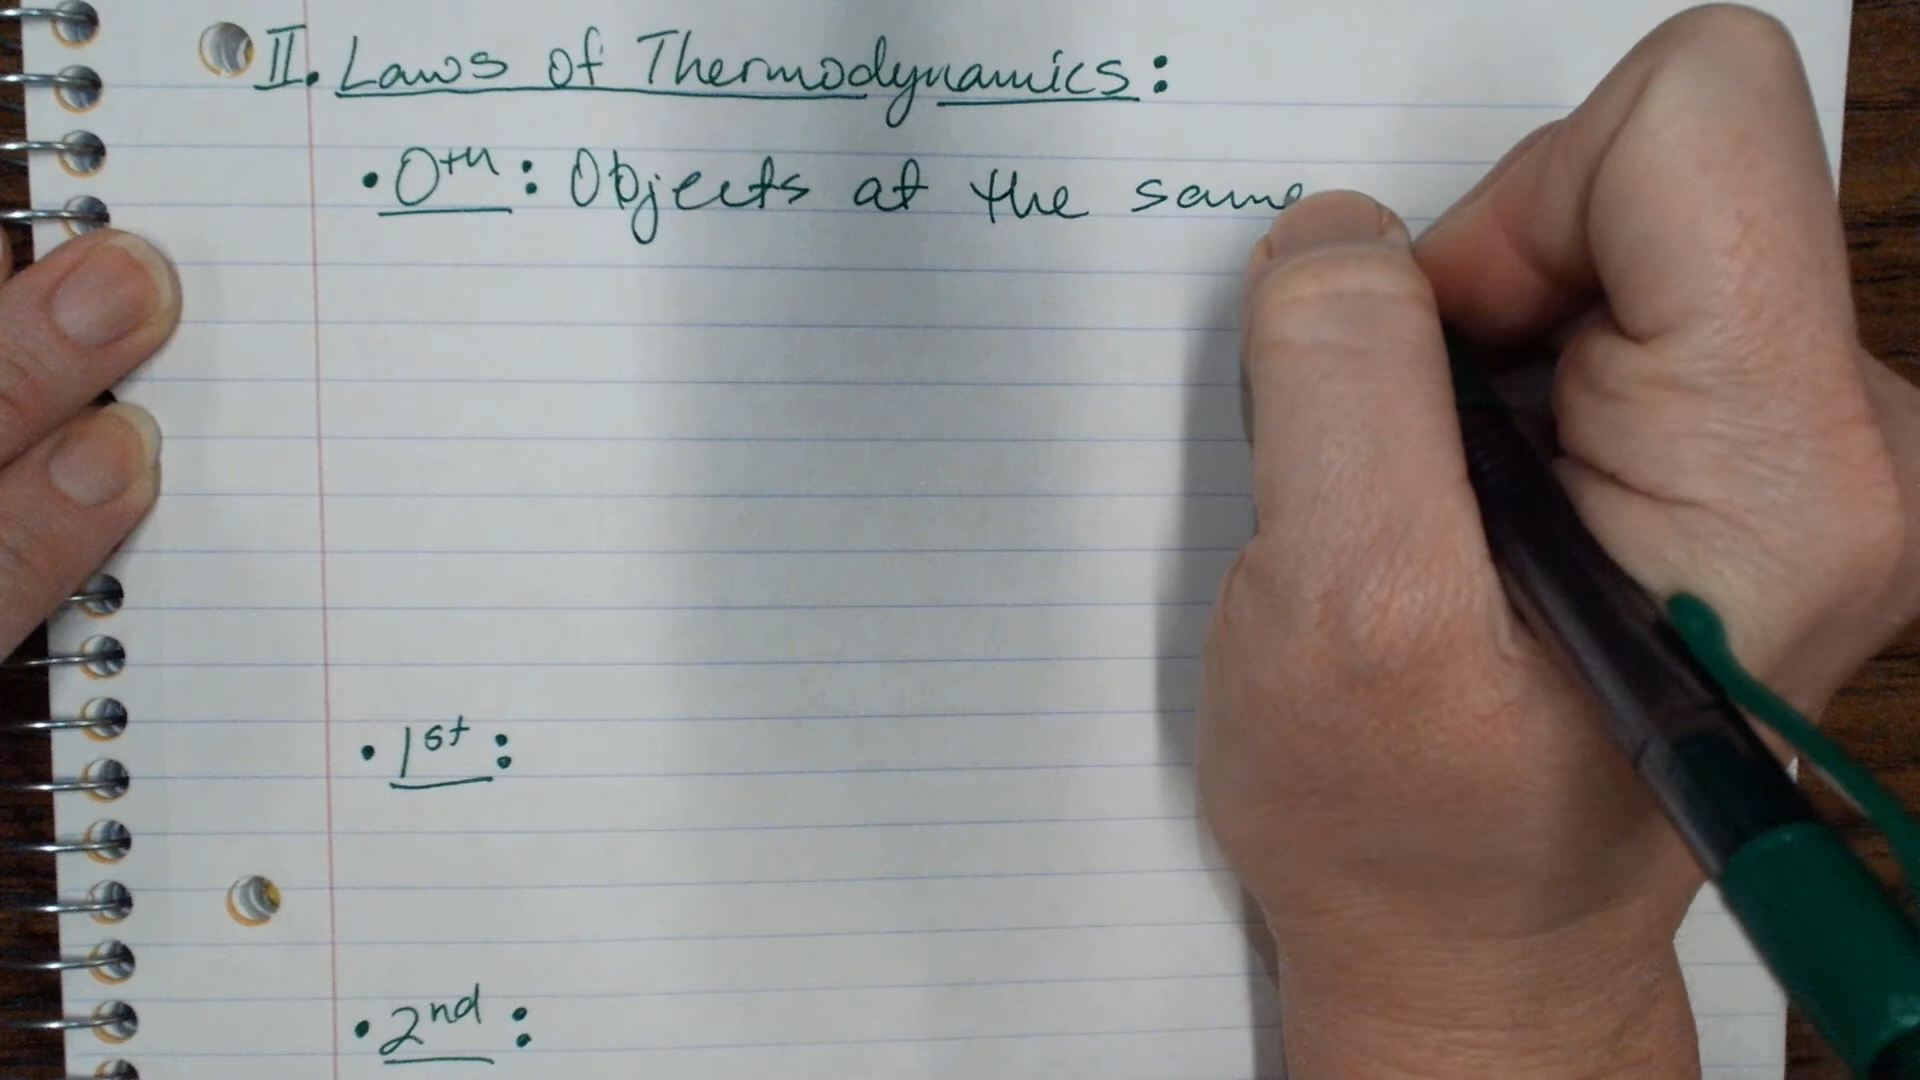 II. Laws of Thermodynamics:
• 0th: Objects at the same
• 1st:
• 2nd: